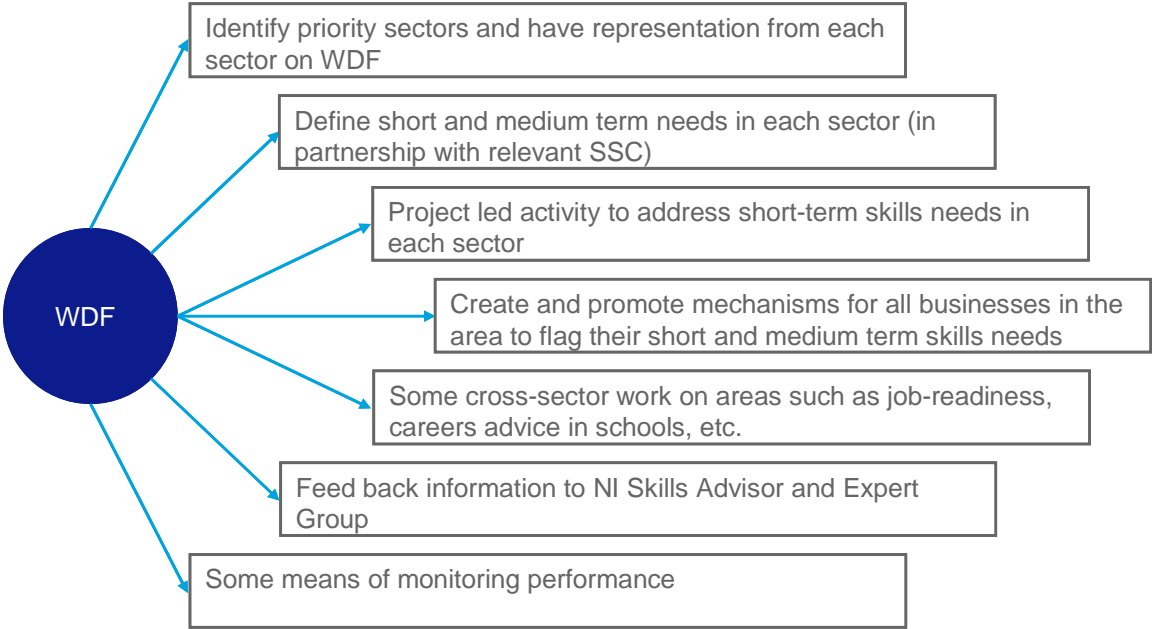 Identify priority sectors and have representation from each
sector on WDF
Define short and medium term needs in each sector (in
partnership with relevant SSC)
Project led activity to address short-term skills needs in
each sector
WDF
Create and promote mechanisms for all businesses in the
area to flag their short and medium term skills needs
Some cross-sector work on areas such as job-readiness,
careers advice in schools, etc.
Feed back information to NI Skills Advisor and Expert
Group
Some means of monitoring performance